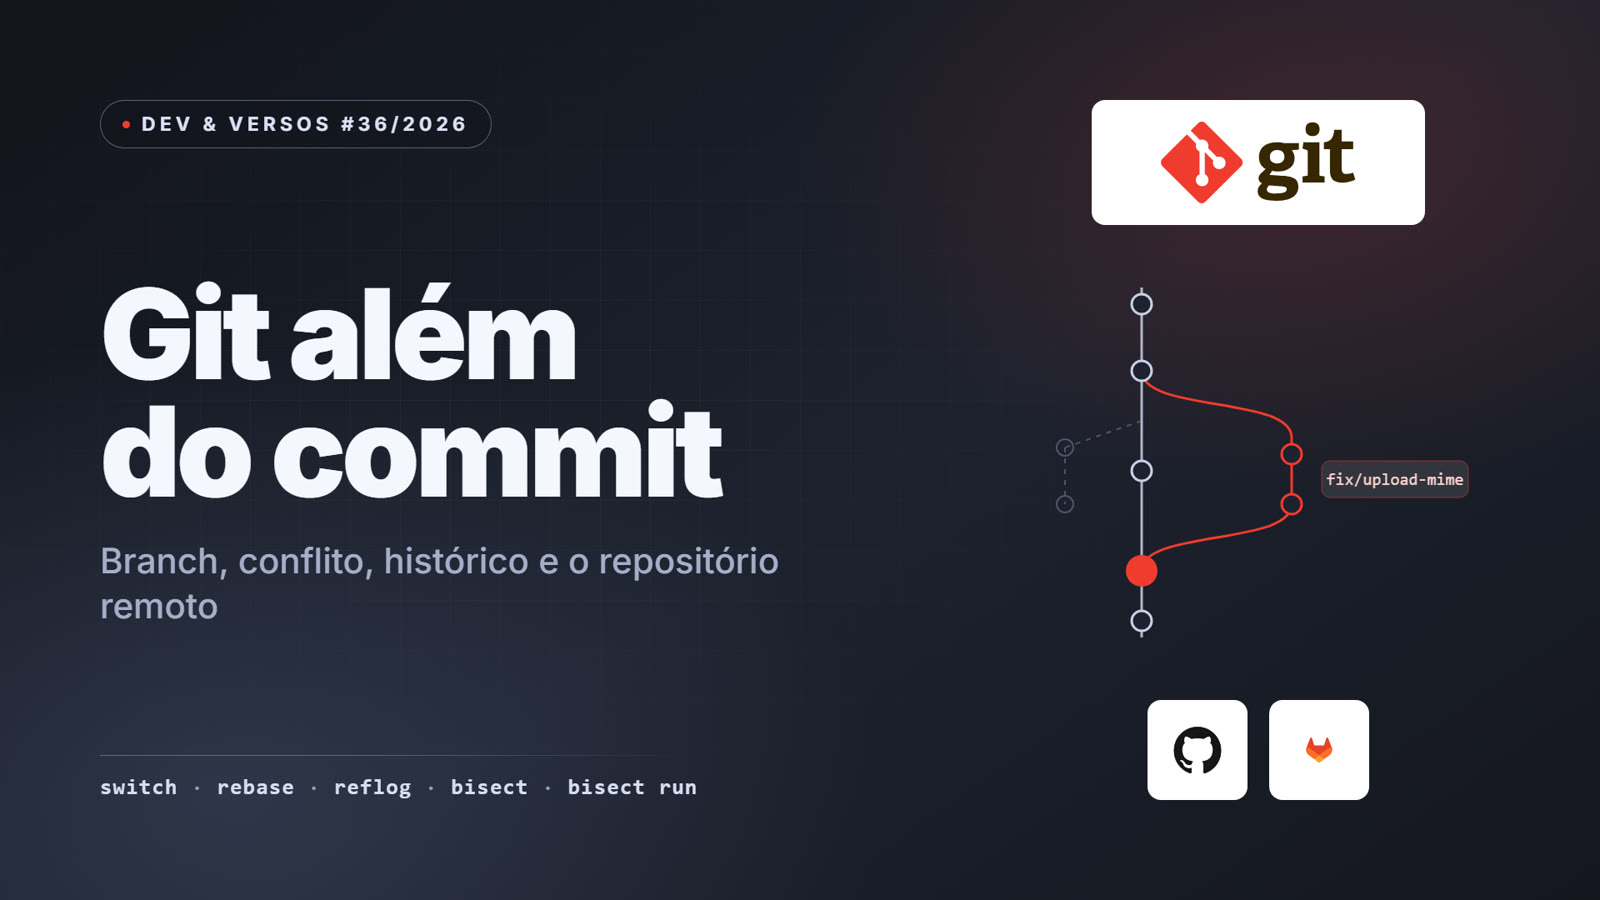 DEV & VERSOS #36/2026
git
Git além
do commit
Branch, conflito, histórico e o repositório
remoto
fix/upload-mime
switch · rebase · reflog · bisect · bisect run